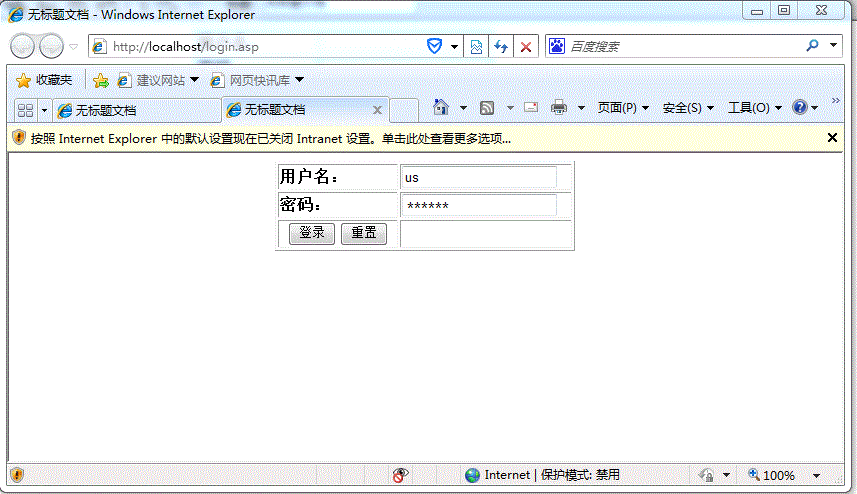 无标题文档 - Windows Internet Explorer
http://localhost/login.asp
百度搜索
收藏夹 建议网站 网页快讯库
无标题文档 无标题文档 页面(P) 安全(S) 工具(O)
按照 Internet Explorer 中的默认设置现在已关闭 Intranet 设置。单击此处查看更多选项...
用户名： us
密码： ******
登录 重置
Internet | 保护模式: 禁用 100%